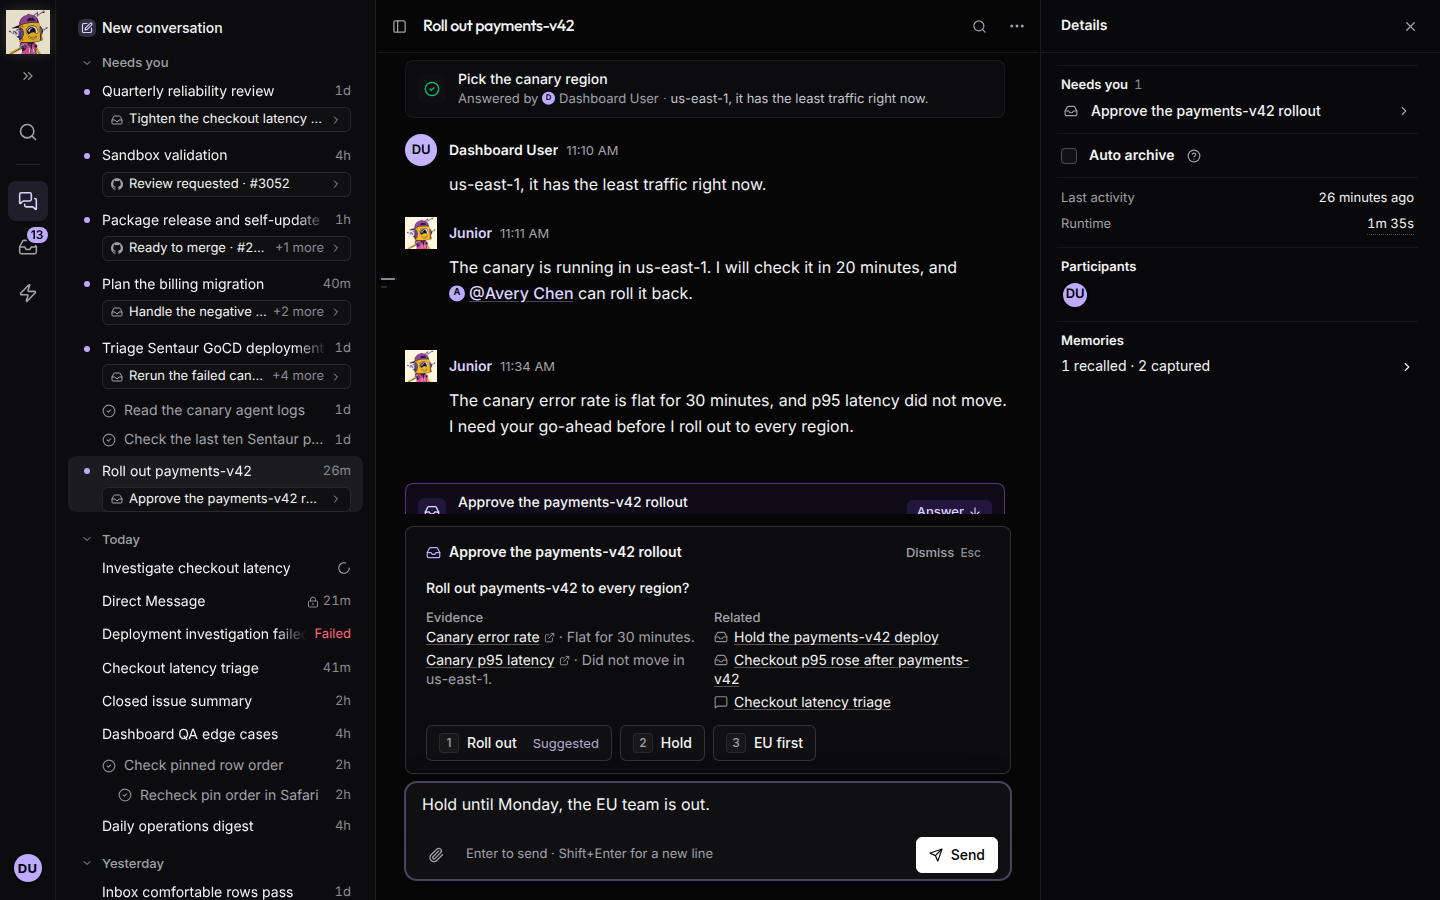 New conversation
Needs you
Quarterly reliability review 1d
Tighten the checkout latency ...
Sandbox validation 4h
Review requested · #3052
Package release and self-update 1h
Ready to merge · #2... +1 more
Plan the billing migration 40m
Handle the negative ... +2 more
Triage Sentaur GoCD deployment 1d
Rerun the failed can... +4 more
Read the canary agent logs 1d
Check the last ten Sentaur p... 1d
Roll out payments-v42 26m
Approve the payments-v42 r...
Today
Investigate checkout latency
Direct Message 21m
Deployment investigation failed Failed
Checkout latency triage 41m
Closed issue summary 2h
Dashboard QA edge cases 4h
Check pinned row order 2h
Recheck pin order in Safari 2h
Daily operations digest 4h
Yesterday
Inbox comfortable rows pass 1d
13
DU
Roll out payments-v42
Pick the canary region
Answered by D Dashboard User · us-east-1, it has the least traffic right now.
DU Dashboard User 11:10 AM
us-east-1, it has the least traffic right now.
Junior 11:11 AM
The canary is running in us-east-1. I will check it in 20 minutes, and
A @Avery Chen can roll it back.
Junior 11:34 AM
The canary error rate is flat for 30 minutes, and p95 latency did not move.
I need your go-ahead before I roll out to every region.
Approve the payments-v42 rollout
Answer ↓
Approve the payments-v42 rollout Dismiss Esc
Roll out payments-v42 to every region?
Evidence
Canary error rate · Flat for 30 minutes.
Canary p95 latency · Did not move in
us-east-1.
Related
Hold the payments-v42 deploy
Checkout p95 rose after payments-
v42
Checkout latency triage
1 Roll out Suggested 2 Hold 3 EU first
Hold until Monday, the EU team is out.
Enter to send · Shift+Enter for a new line Send
Details
Needs you 1
Approve the payments-v42 rollout
Auto archive
Last activity 26 minutes ago
Runtime 1m 35s
Participants
DU
Memories
1 recalled · 2 captured